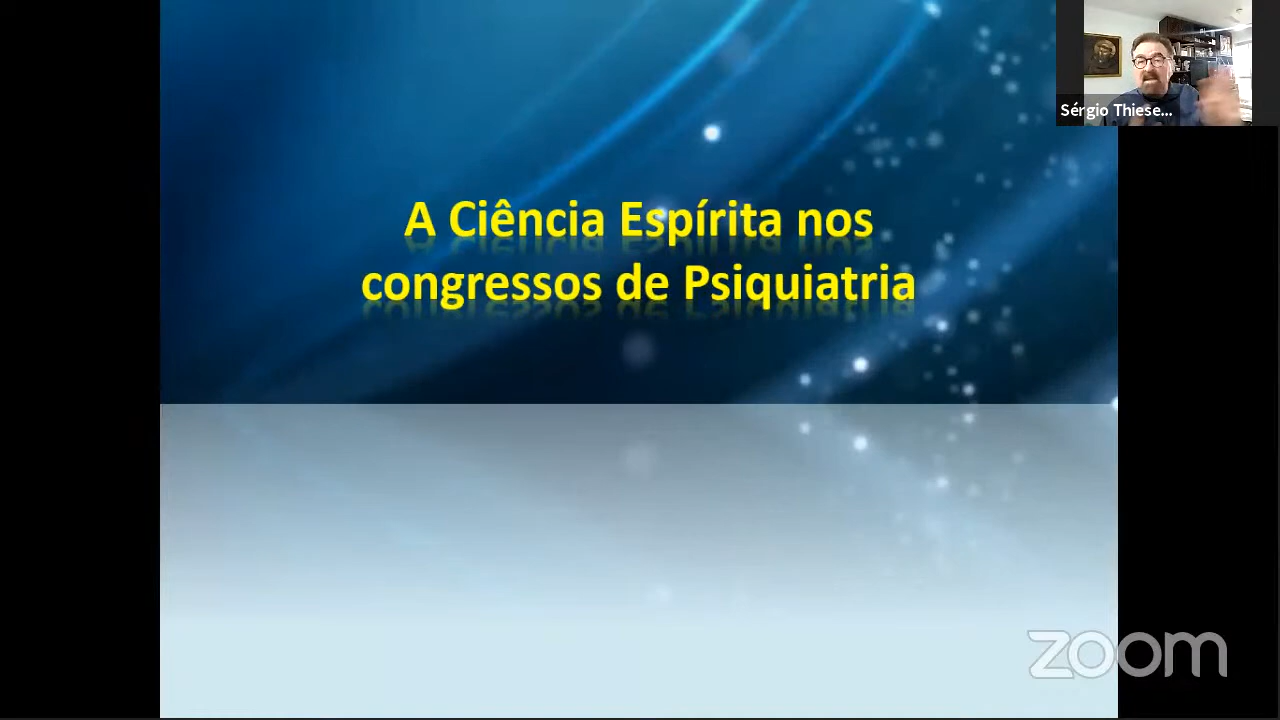 Sérgio Thiese...
A Ciência Espírita nos
congressos de Psiquiatria
zoom